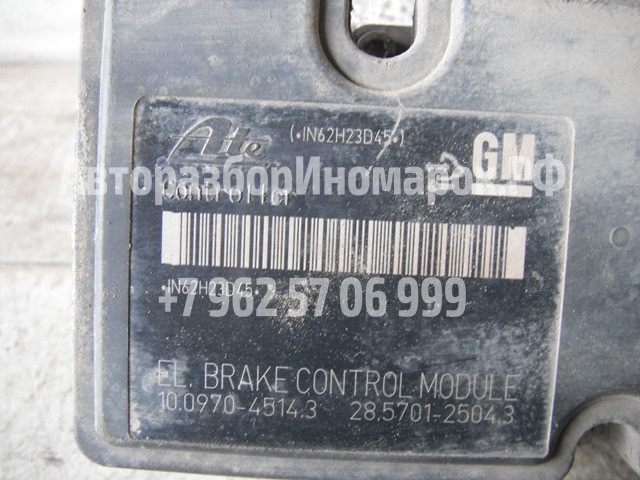 Ate (•IN62H23D45•)
GM
АвторазборИномарок.рф
Controller
•IN62H23D45•
+7 962 57 06 999
EL. BRAKE CONTROL MODULE
10.0970-4514.3 28.5701-2504.3